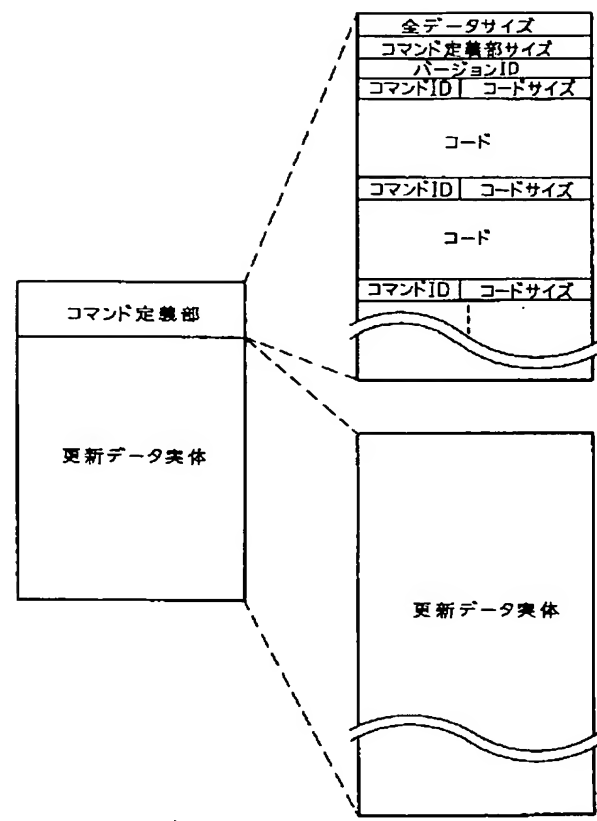 全データサイズ
コマンド定義部サイズ
バージョンID
コマンドID コードサイズ
コード
コマンドID コードサイズ
コード
コマンドID コードサイズ
コマンド定義部
更新データ実体
更新データ実体